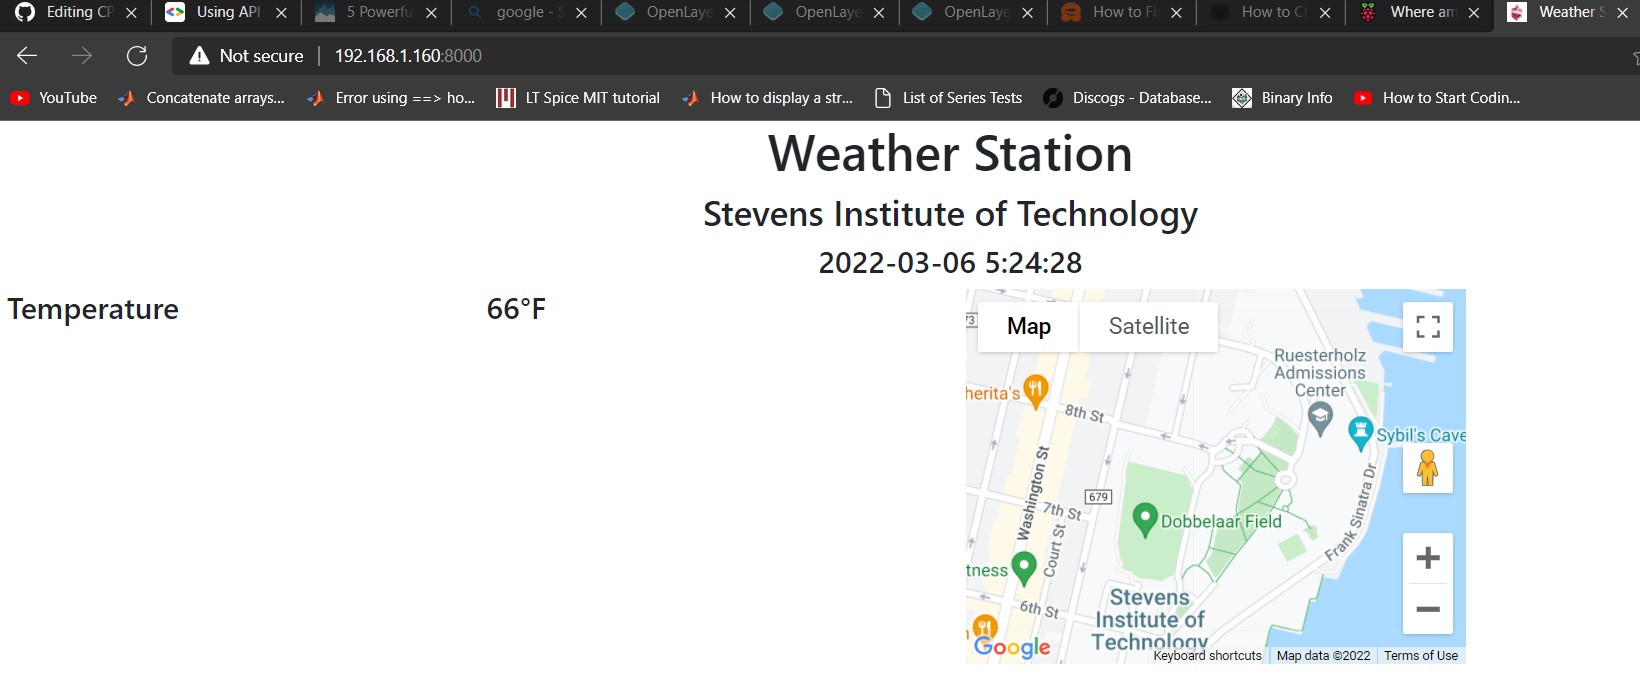 Editing CP
Using API
5 Powerfu
google - S
OpenLaye
OpenLaye
OpenLaye
How to Fi
How to Cl
Where am
Weather S
Not secure | 192.168.1.160:8000
YouTube
Concatenate arrays...
Error using ==> ho...
LT Spice MIT tutorial
How to display a str...
List of Series Tests
Discogs - Database...
Binary Info
How to Start Codin...
Weather Station
Stevens Institute of Technology
2022-03-06 5:24:28
Temperature 66°F
Map Satellite
Ruesterholz
Admissions
Center
herita's
8th St
Sybil's Cave
Washington St
679
7th St
Dobbelaar Field
Court St
Frank Sinatra Dr
tness
6th St
Stevens
Institute of
Technology
Google
Keyboard shortcuts Map data ©2022 Terms of Use